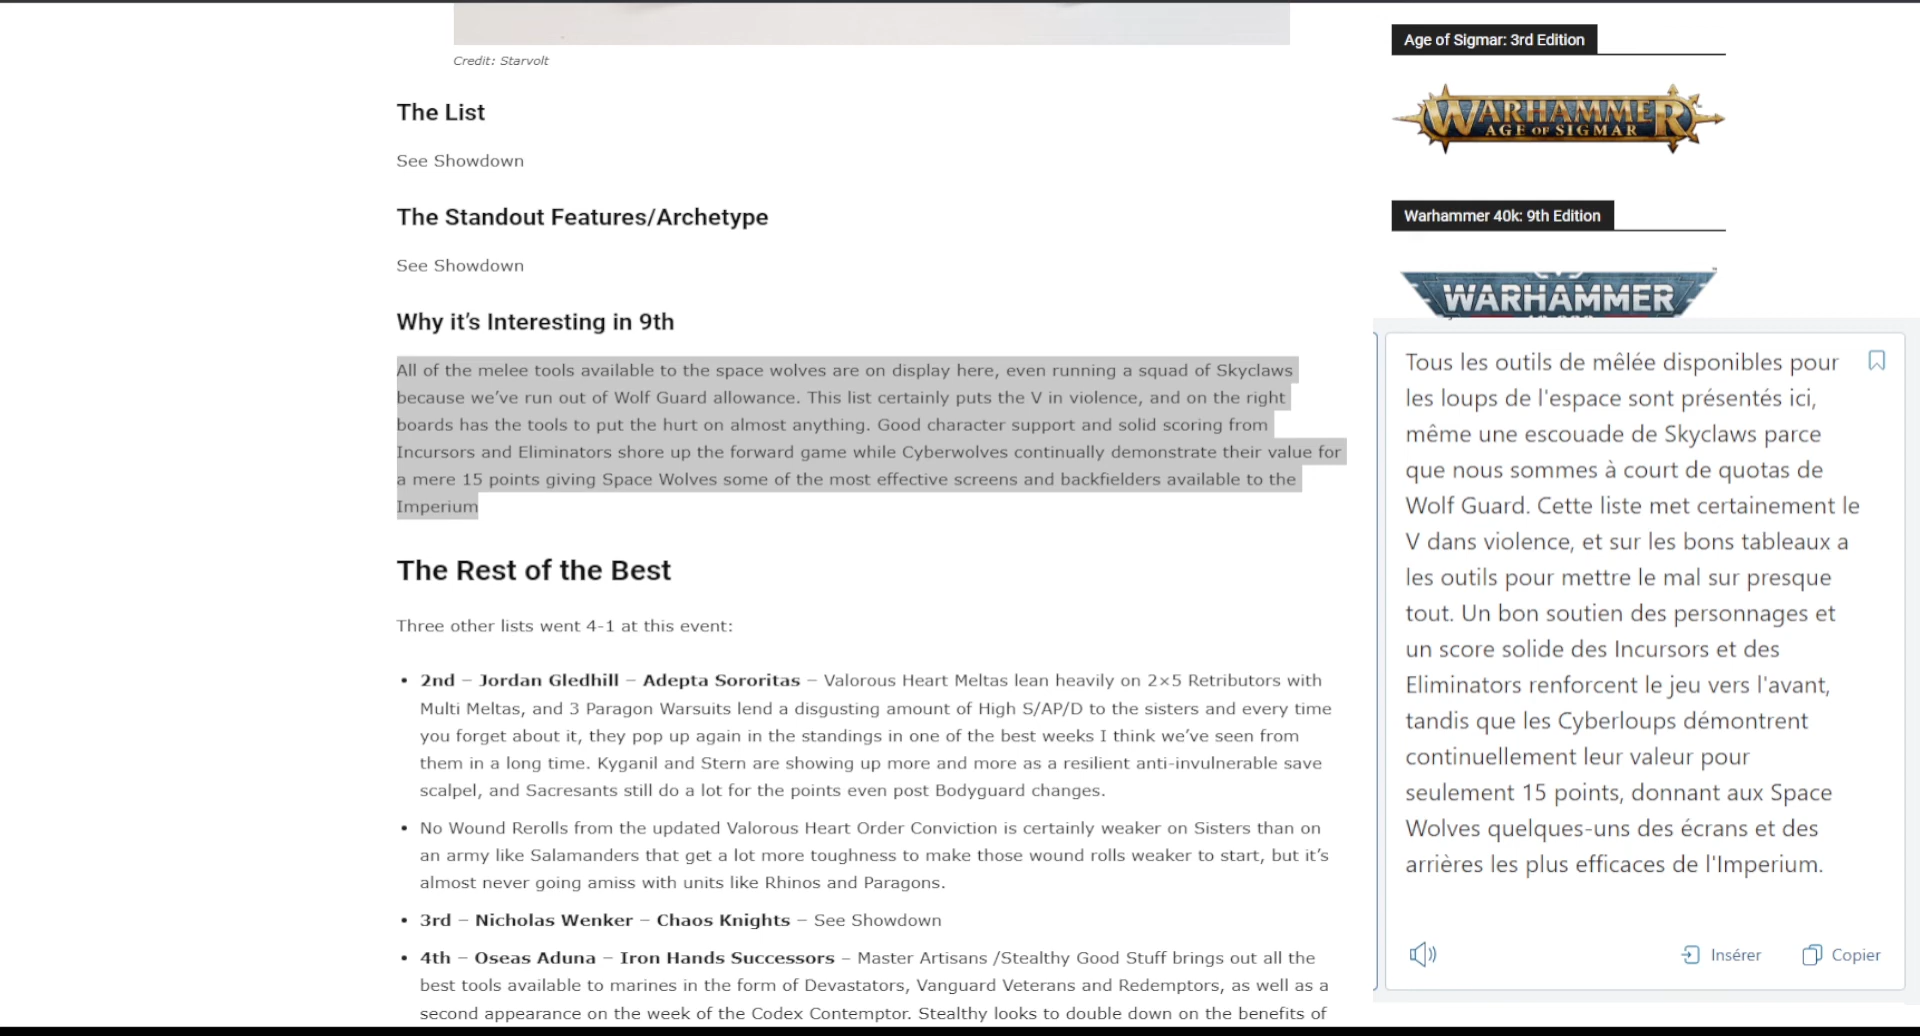 Credit: Starvolt
The List
See Showdown
The Standout Features/Archetype
See Showdown
Why it's Interesting in 9th
All of the melee tools available to the space wolves are on display here, even running a squad of Skyclaws
because we've run out of Wolf Guard allowance. This list certainly puts the V in violence, and on the right
boards has the tools to put the hurt on almost anything. Good character support and solid scoring from
Incursors and Eliminators shore up the forward game while Cyberwolves continually demonstrate their value for
a mere 15 points giving Space Wolves some of the most effective screens and backfielders available to the
Imperium
The Rest of the Best
Three other lists went 4-1 at this event:
• 2nd – Jordan Gledhill – Adepta Sororitas – Valorous Heart Meltas lean heavily on 2×5 Retributors with
Multi Meltas, and 3 Paragon Warsuits lend a disgusting amount of High S/AP/D to the sisters and every time
you forget about it, they pop up again in the standings in one of the best weeks I think we've seen from
them in a long time. Kyganil and Stern are showing up more and more as a resilient anti-invulnerable save
scalpel, and Sacresants still do a lot for the points even post Bodyguard changes.
• No Wound Rerolls from the updated Valorous Heart Order Conviction is certainly weaker on Sisters than on
an army like Salamanders that get a lot more toughness to make those wound rolls weaker to start, but it's
almost never going amiss with units like Rhinos and Paragons.
• 3rd – Nicholas Wenker – Chaos Knights – See Showdown
• 4th – Oseas Aduna – Iron Hands Successors – Master Artisans /Stealthy Good Stuff brings out all the
best tools available to marines in the form of Devastators, Vanguard Veterans and Redemptors, as well as a
second appearance on the week of the Codex Contemptor. Stealthy looks to double down on the benefits of
Age of Sigmar: 3rd Edition
WARHAMMER
AGE OF SIGMAR
Warhammer 40k: 9th Edition
WARHAMMER
Tous les outils de mêlée disponibles pour
les loups de l'espace sont présentés ici,
même une escouade de Skyclaws parce
que nous sommes à court de quotas de
Wolf Guard. Cette liste met certainement le
V dans violence, et sur les bons tableaux a
les outils pour mettre le mal sur presque
tout. Un bon soutien des personnages et
un score solide des Incursors et des
Eliminators renforcent le jeu vers l'avant,
tandis que les Cyberloups démontrent
continuellement leur valeur pour
seulement 15 points, donnant aux Space
Wolves quelques-uns des écrans et des
arrières les plus efficaces de l'Imperium.
Insérer
Copier